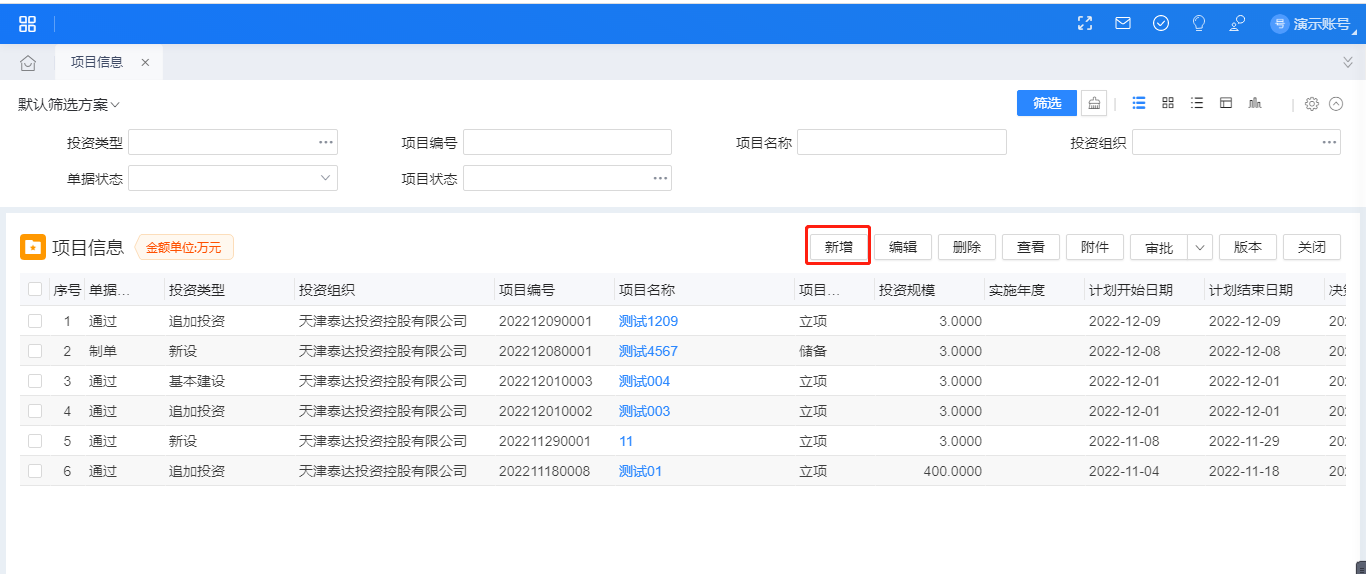 号 演示账号
项目信息
默认筛选方案 筛选
投资类型 项目编号 项目名称 投资组织
单据状态 项目状态
项目信息 金额单位:万元 新增 编辑 删除 查看 附件 审批 版本 关闭
序号 单据... 投资类型 投资组织 项目编号 项目名称 项目... 投资规模 实施年度 计划开始日期 计划结束日期
1 通过 追加投资 天津泰达投资控股有限公司 202212090001 测试1209 立项 3.0000 2022-12-09 2022-12-09 202
2 制单 新设 天津泰达投资控股有限公司 202212080001 测试4567 储备 3.0000 2022-12-08 2022-12-08 202
3 通过 基本建设 天津泰达投资控股有限公司 202212010003 测试004 立项 3.0000 2022-12-01 2022-12-01 202
4 通过 追加投资 天津泰达投资控股有限公司 202212010002 测试003 立项 3.0000 2022-12-01 2022-12-01 202
5 通过 新设 天津泰达投资控股有限公司 202211290001 11 立项 3.0000 2022-11-08 2022-11-29 202
6 通过 追加投资 天津泰达投资控股有限公司 202211180008 测试01 立项 400.0000 2022-11-04 2022-11-18 202